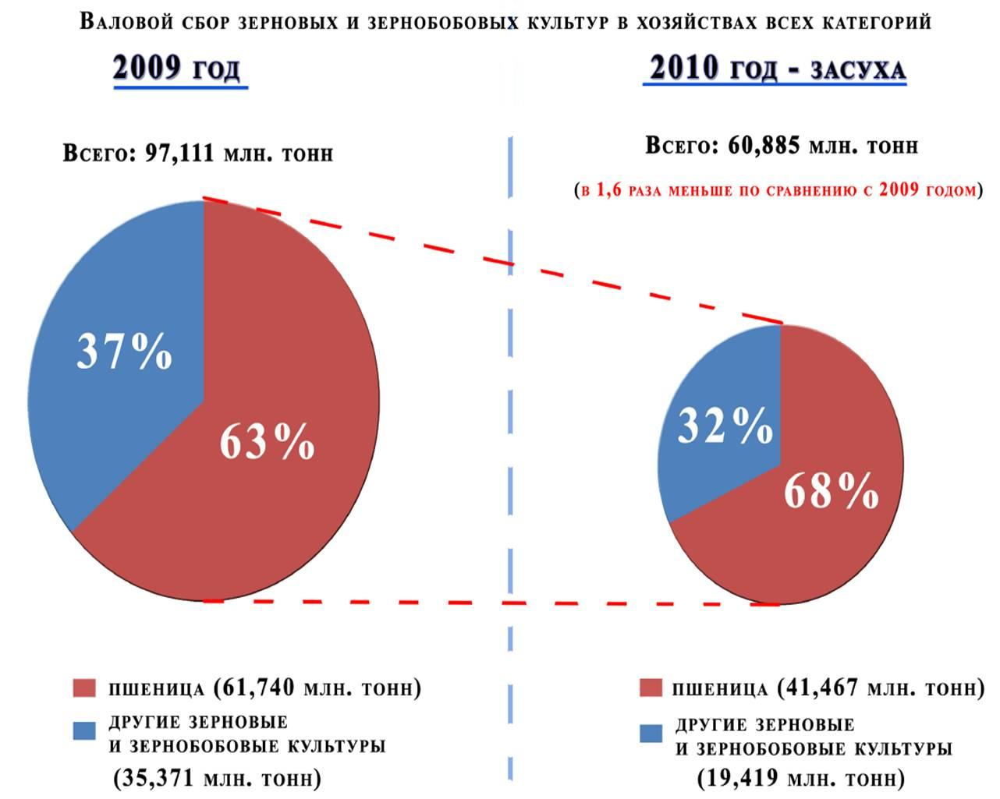 Валовой сбор зерновых и зернобобовых культур в хозяйствах всех категорий
2009 год
2010 год - засуха
Всего: 97,111 млн. тонн
Всего: 60,885 млн. тонн
(в 1,6 раза меньше по сравнению с 2009 годом)
37%
63%
32%
68%
пшеница (61,740 млн. тонн)
другие зерновые
и зернобобовые культуры
(35,371 млн. тонн)
пшеница (41,467 млн. тонн)
другие зерновые
и зернобобовые культуры
(19,419 млн. тонн)